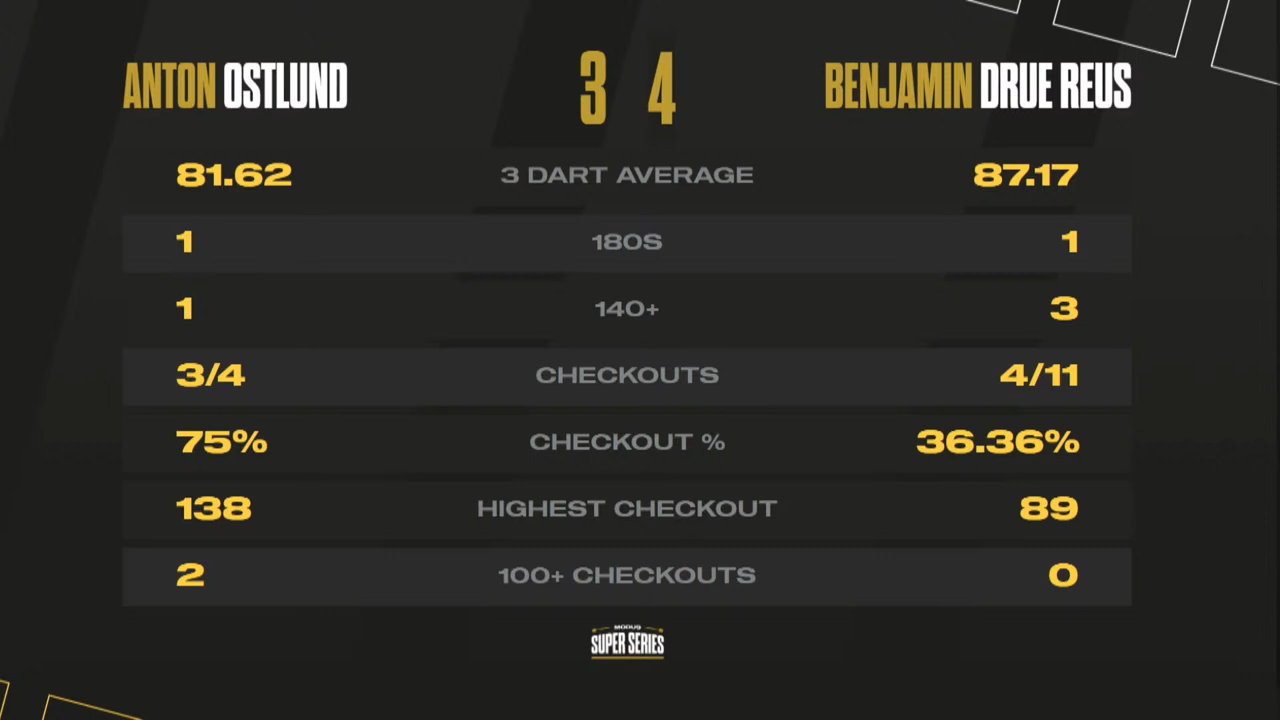 ANTON OSTLUND 3 4 BENJAMIN DRUE REUS
81.62 3 DART AVERAGE 87.17
1 180S 1
1 140+ 3
3/4 CHECKOUTS 4/11
75% CHECKOUT % 36.36%
138 HIGHEST CHECKOUT 89
2 100+ CHECKOUTS 0
MODUS
SUPER SERIES